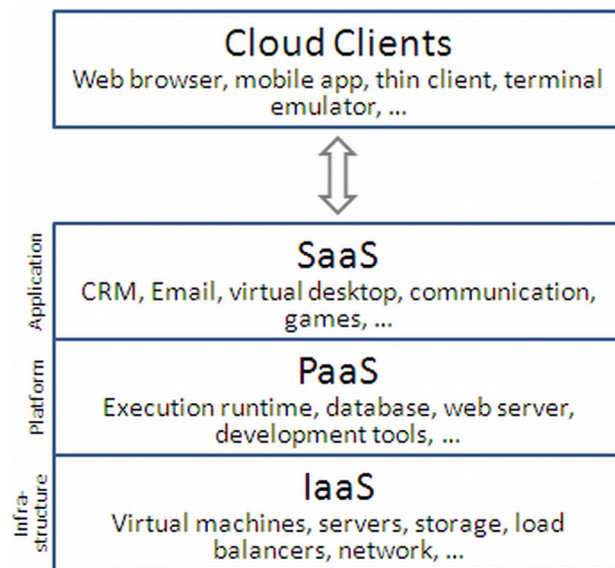 Cloud Clients
Web browser, mobile app, thin client, terminal
emulator, ...
Application
SaaS
CRM, Email, virtual desktop, communication,
games, ...
Platform
PaaS
Execution runtime, database, web server,
development tools, ...
Infra-
structure
IaaS
Virtual machines, servers, storage, load
balancers, network, ...